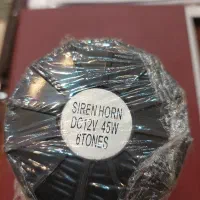 SIREN HORN
DC12V 45W
6TONES